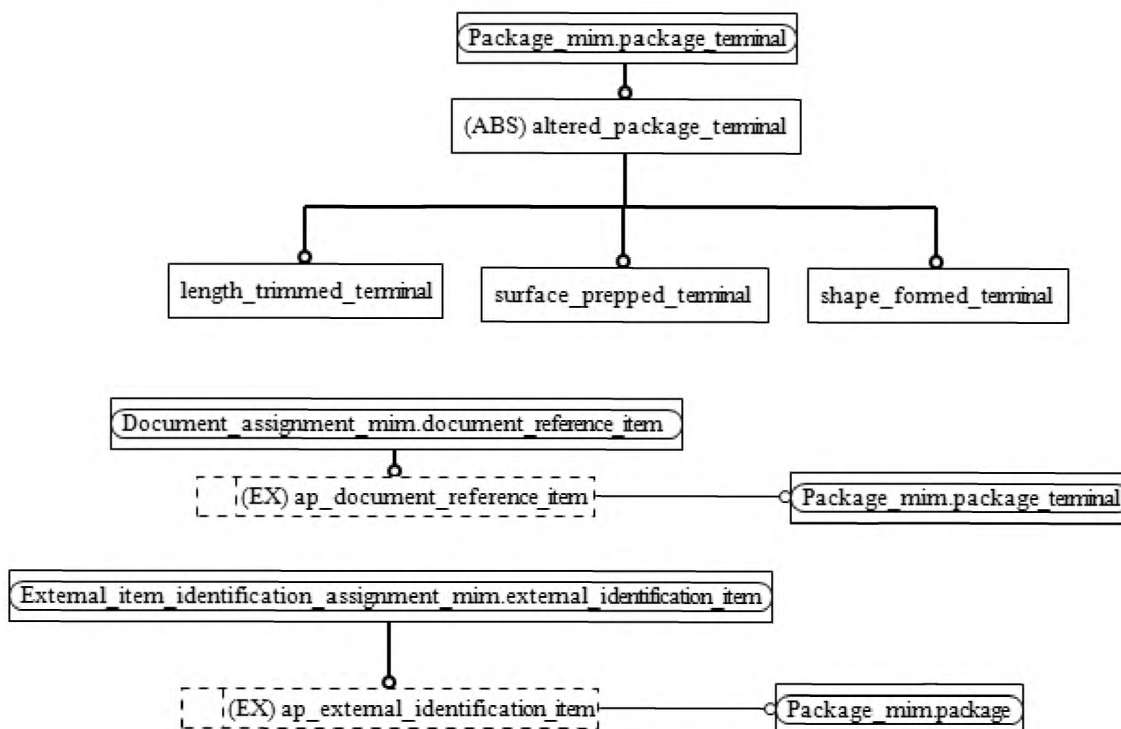 Package_mim.package_terminal
(ABS) altered_package_terminal
length_trimmed_terminal
surface_prepped_terminal
shape_formed_terminal
Document_assignment_mim.document_reference_item
(EX) ap_document_reference_item
Package_mim.package_terminal
External_item_identification_assignment_mim.external_identification_item
(EX) ap_external_identification_item
Package_mim.package